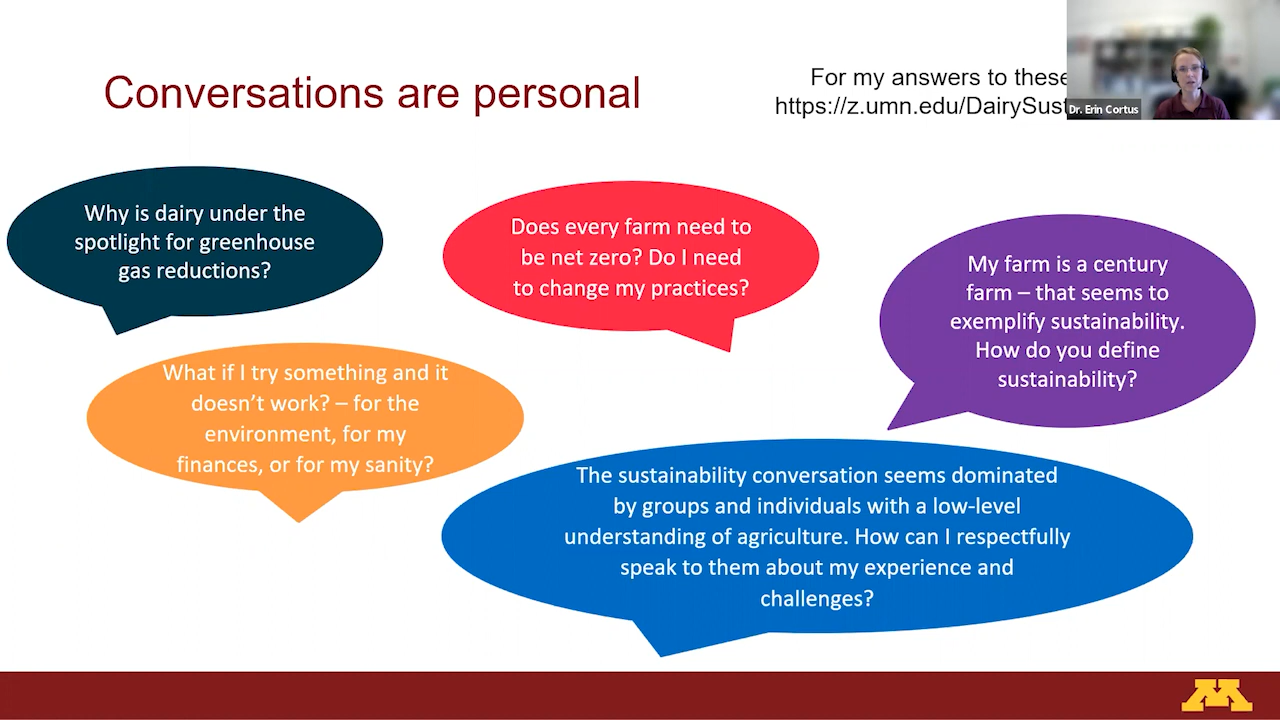 Conversations are personal
For my answers to these
https://z.umn.edu/DairySust
Dr. Erin Cortus
Why is dairy under the
spotlight for greenhouse
gas reductions?
Does every farm need to
be net zero? Do I need
to change my practices?
My farm is a century
farm – that seems to
exemplify sustainability.
How do you define
sustainability?
What if I try something and it
doesn’t work? – for the
environment, for my
finances, or for my sanity?
The sustainability conversation seems dominated
by groups and individuals with a low-level
understanding of agriculture. How can I respectfully
speak to them about my experience and
challenges?
M